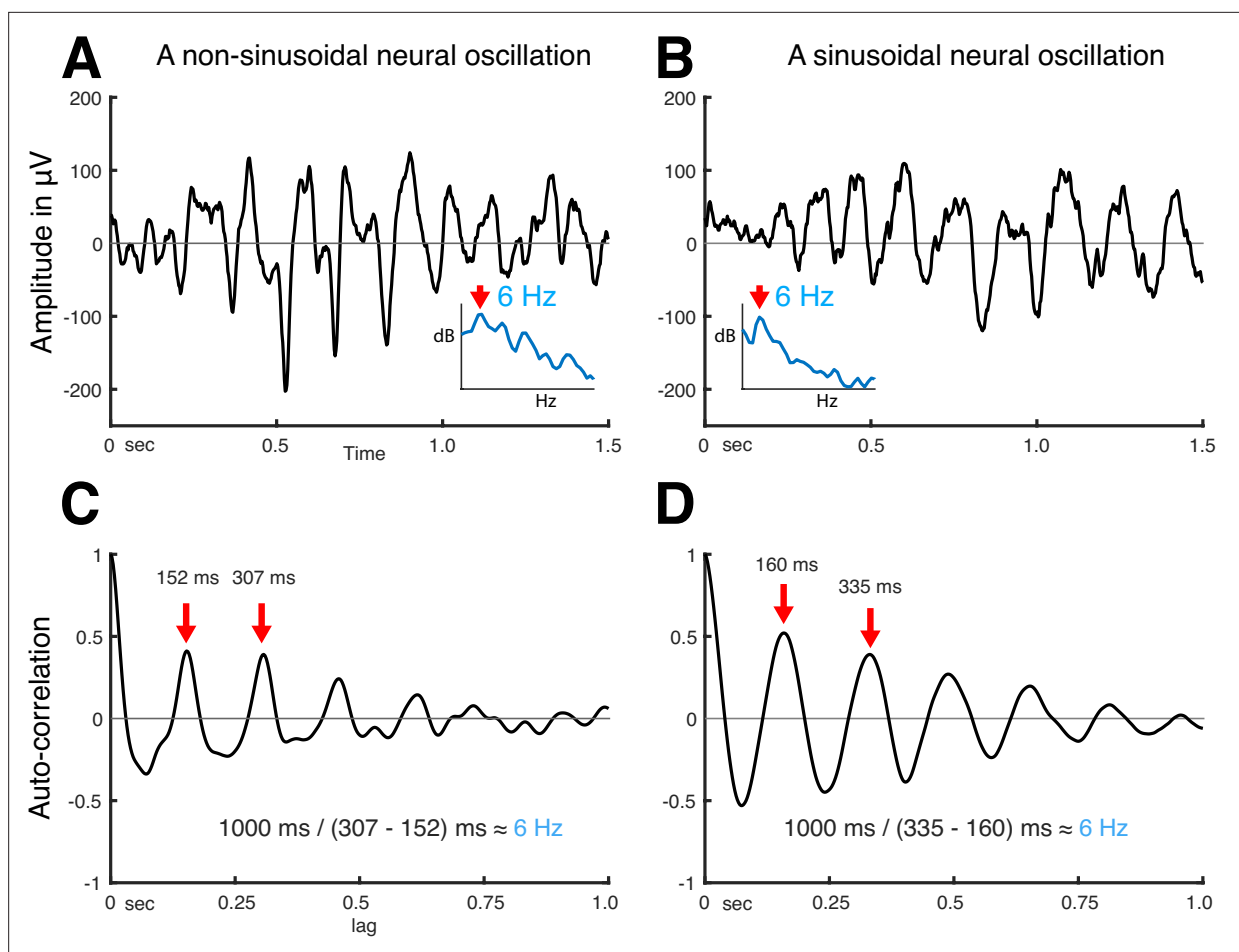 A
A non-sinusoidal neural oscillation
Amplitude in µV
200
100
0
-100
-200
6 Hz
dB
Hz
0 sec
0.5
1.0
1.5
Time
B
A sinusoidal neural oscillation
200
100
0
-100
-200
6 Hz
dB
Hz
0 sec
0.5
1.0
1.5
C
Auto-correlation
1
0.5
0
-0.5
-1
152 ms
307 ms
1000 ms / (307 - 152) ms ≈ 6 Hz
0 sec
0.25
0.5
0.75
1.0
lag
D
1
0.5
0
-0.5
-1
160 ms
335 ms
1000 ms / (335 - 160) ms ≈ 6 Hz
0 sec
0.25
0.5
0.75
1.0